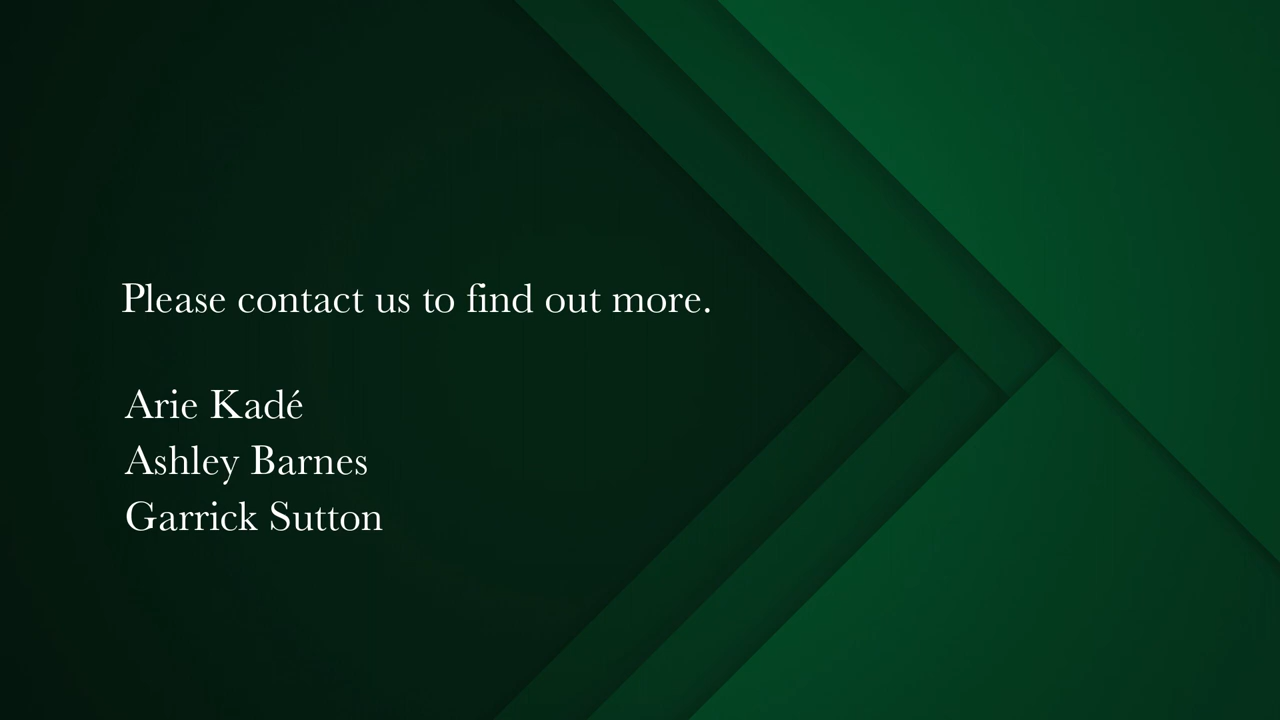 Please contact us to find out more.
Arie Kadé
Ashley Barnes
Garrick Sutton